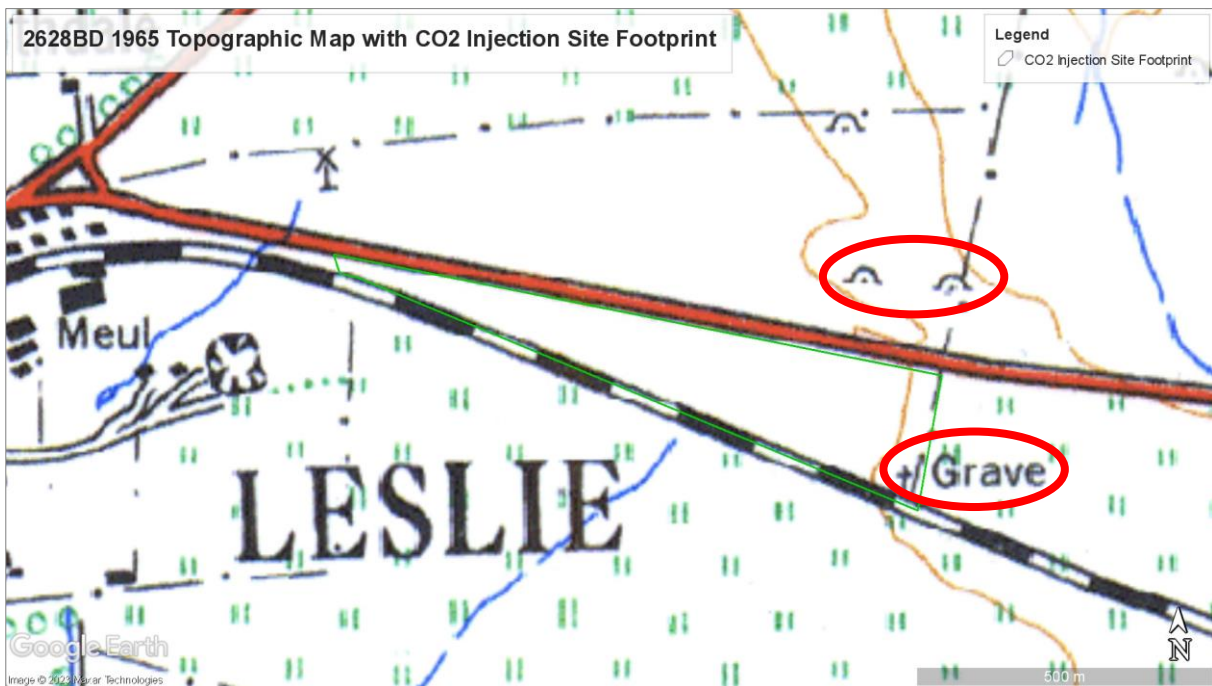 2628BD 1965 Topographic Map with CO2 Injection Site Footprint
Legend
CO2 Injection Site Footprint
Meul
LESLIE
Grave
Google Earth
Image © 2023 Maxar Technologies
500 m
N